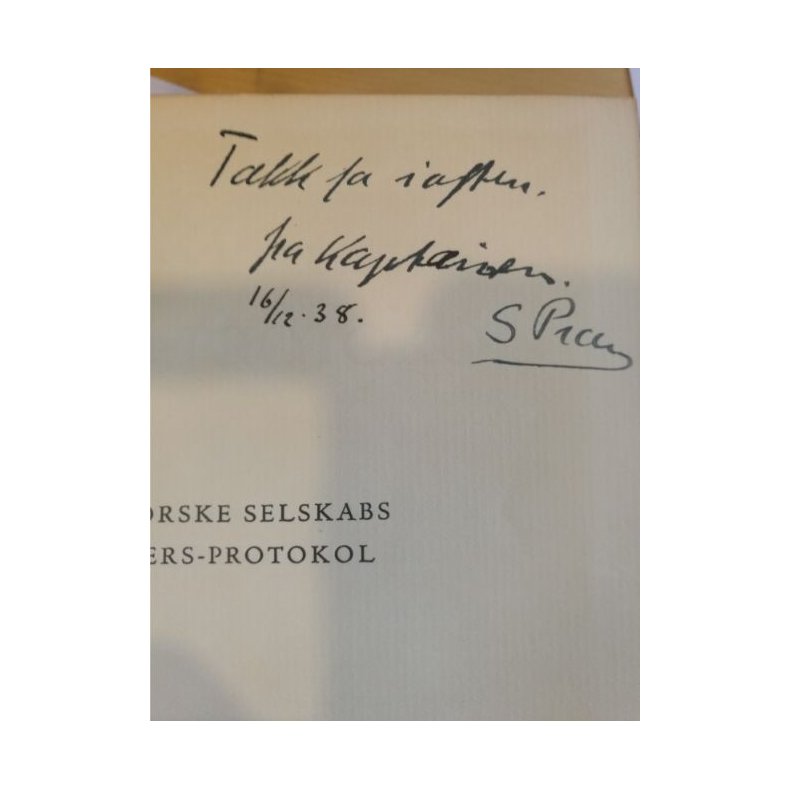 Takk for iaften.
fra Kaptainen.
16/12.38.
S Pran
ORSKE SELSKABS
ERS-PROTOKOL